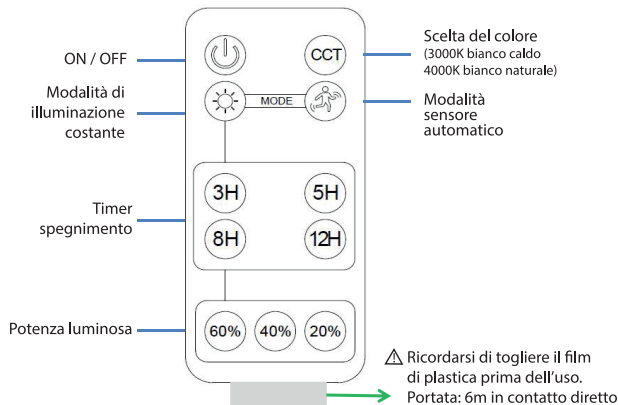 ON / OFF
CCT
Scelta del colore
(3000K bianco caldo
4000K bianco naturale)
Modalità di
illuminazione
costante
MODE
Modalità
sensore
automatico
Timer
spegnimento
3H
5H
8H
12H
Potenza luminosa
60%
40%
20%
⚠ Ricordarsi di togliere il film
di plastica prima dell'uso.
Portata: 6m in contatto diretto